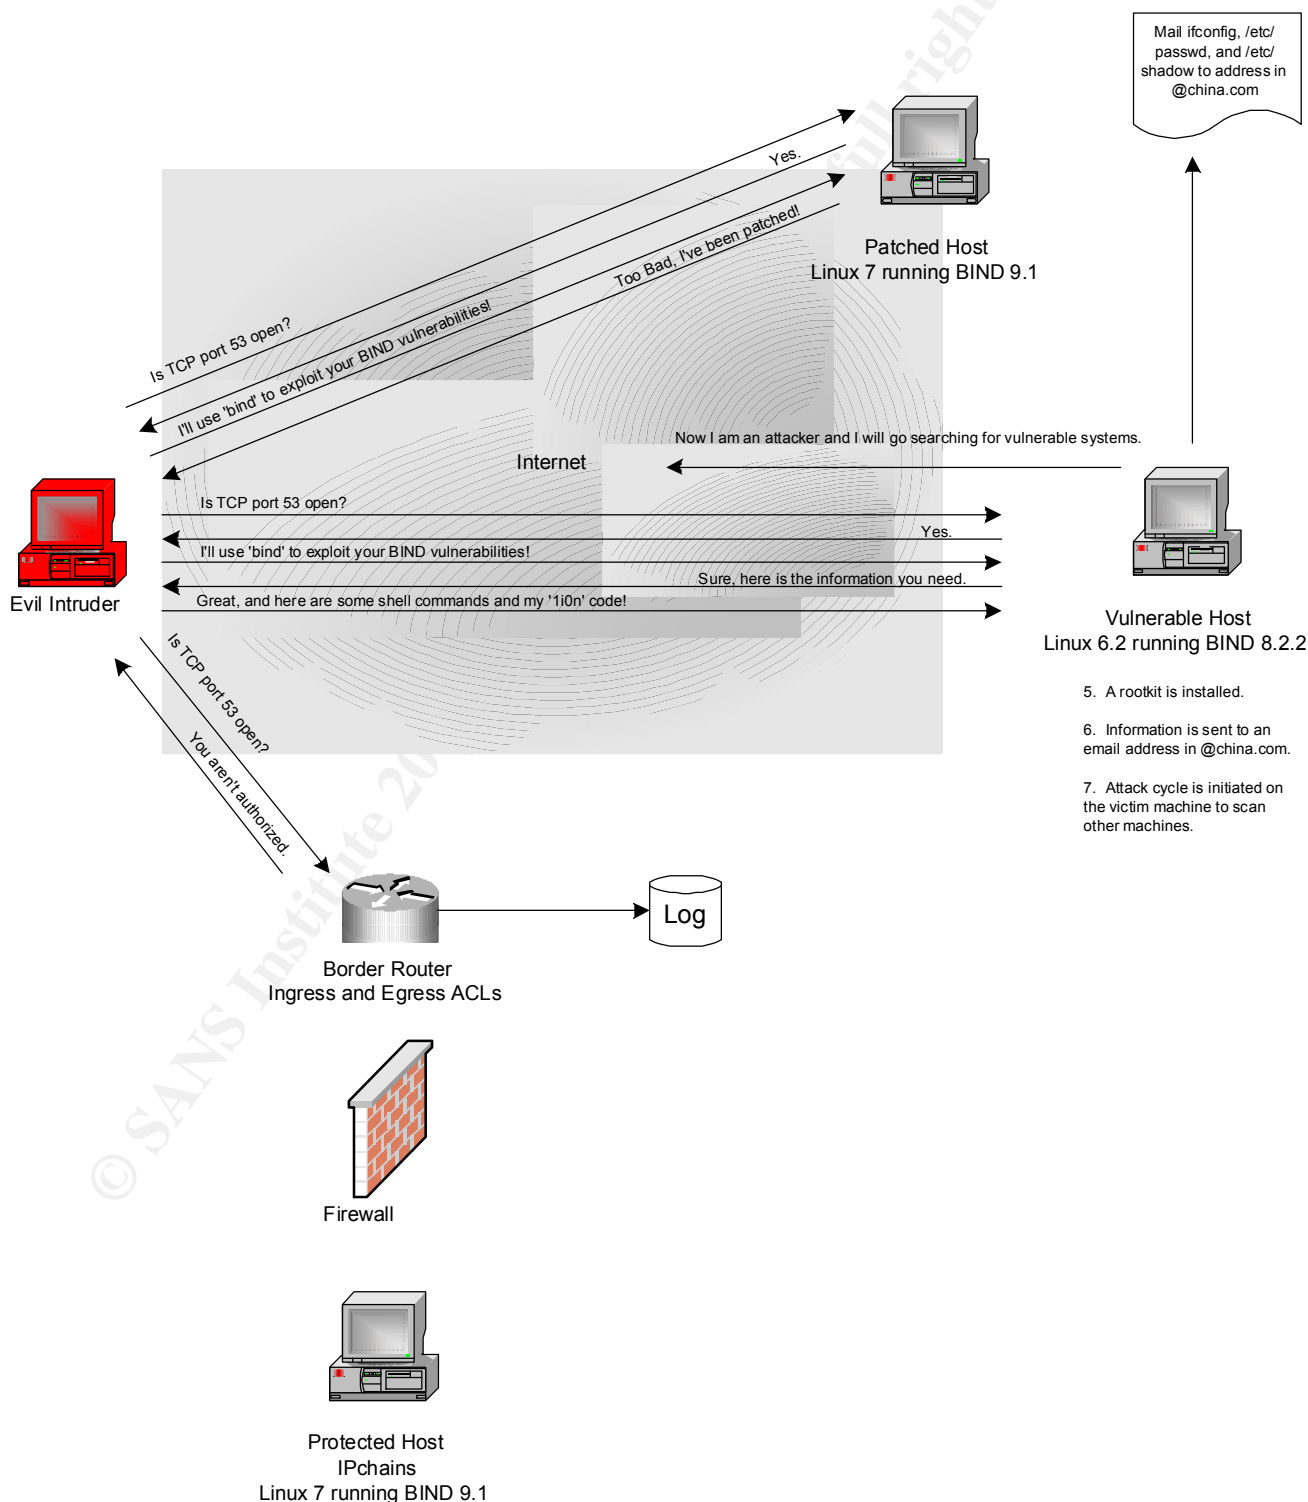 Mail ifconfig, /etc/
passwd, and /etc/
shadow to address in
@china.com
Yes.
Too Bad, I've been patched!
Patched Host
Linux 7 running BIND 9.1
Is TCP port 53 open?
I'll use 'bind' to exploit your BIND vulnerabilities!
Now I am an attacker and I will go searching for vulnerable systems.
Internet
Is TCP port 53 open?
Yes.
I'll use 'bind' to exploit your BIND vulnerabilities!
Sure, here is the information you need.
Great, and here are some shell commands and my '1i0n' code!
Evil Intruder
Vulnerable Host
Linux 6.2 running BIND 8.2.2
Is TCP port 53 open?
You aren't authorized.
5. A rootkit is installed.
6. Information is sent to an
email address in @china.com.
7. Attack cycle is initiated on
the victim machine to scan
other machines.
Log
Border Router
Ingress and Egress ACLs
Firewall
Protected Host
IPchains
Linux 7 running BIND 9.1
© SANS Institute 20
full right